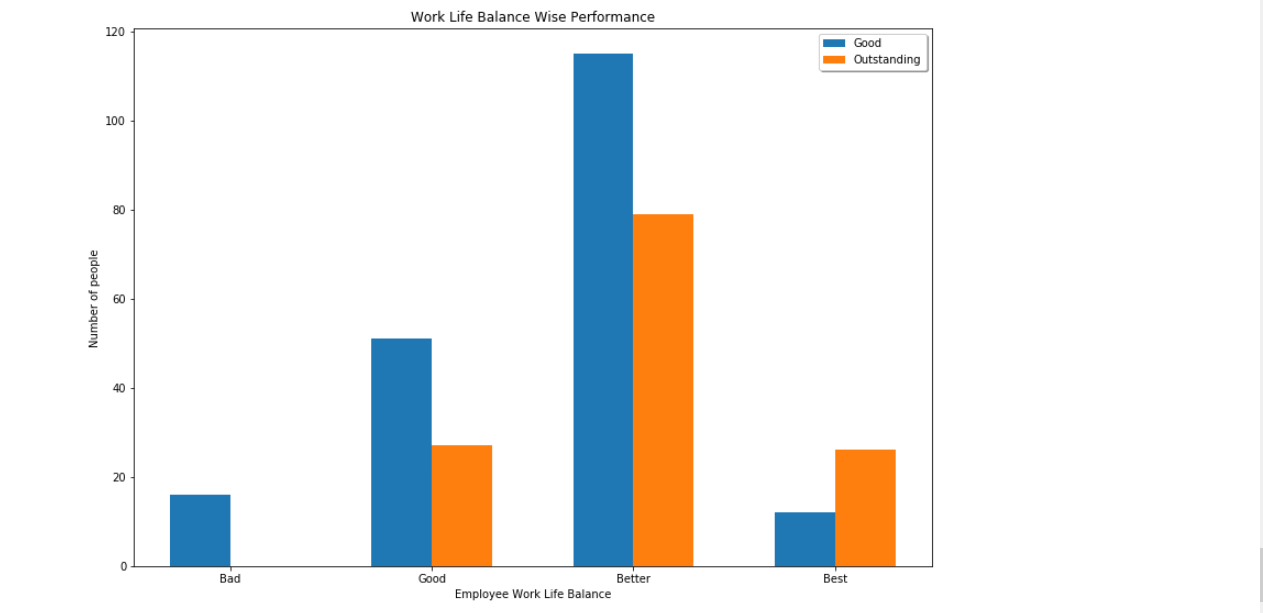 Work Life Balance Wise Performance
Good
Outstanding
120
100
80
60
40
20
0
Number of people
Bad Good Better Best
Employee Work Life Balance